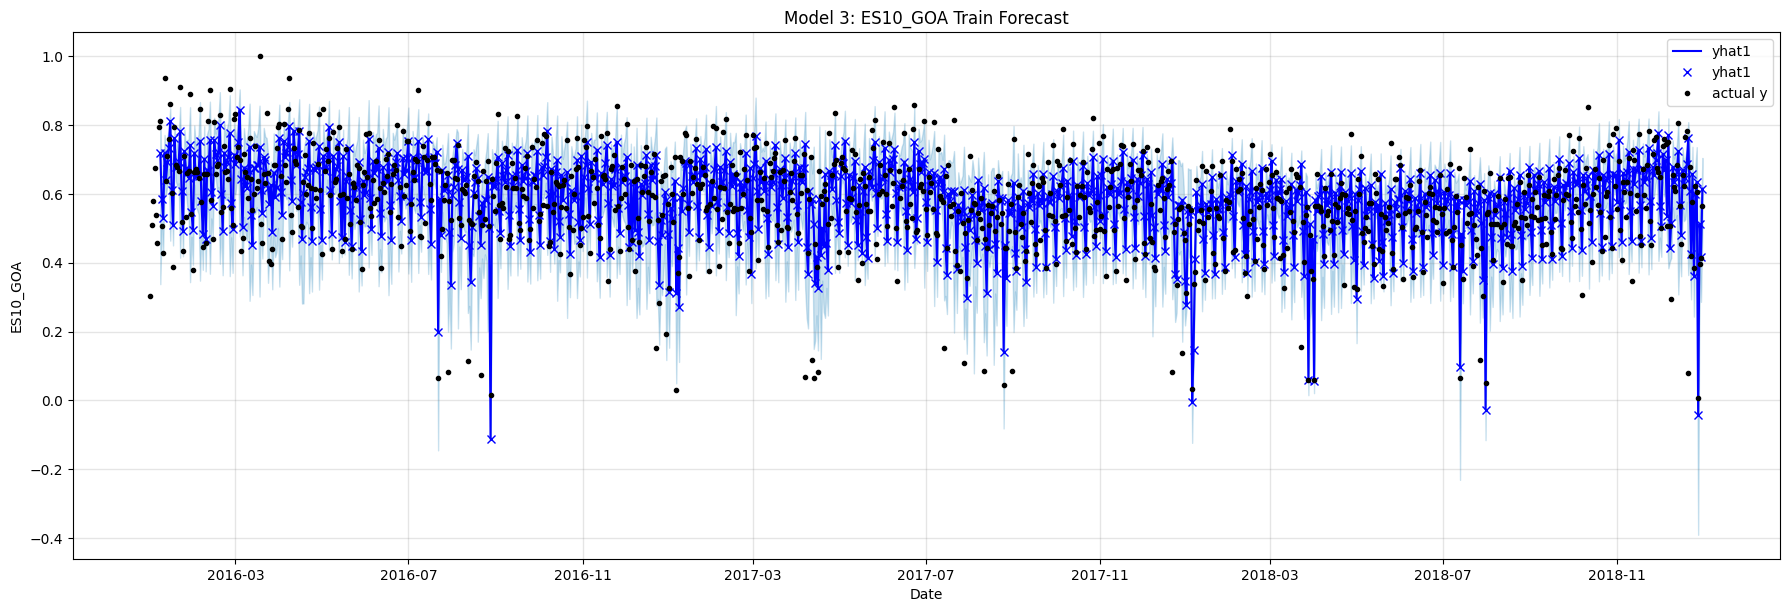 Model 3: ES10_GOA Train Forecast
yhat1
yhat1
actual y
ES10_GOA
1.0
0.8
0.6
0.4
0.2
0.0
−0.2
−0.4
2016-03 2016-07 2016-11 2017-03 2017-07 2017-11 2018-03 2018-07 2018-11
Date